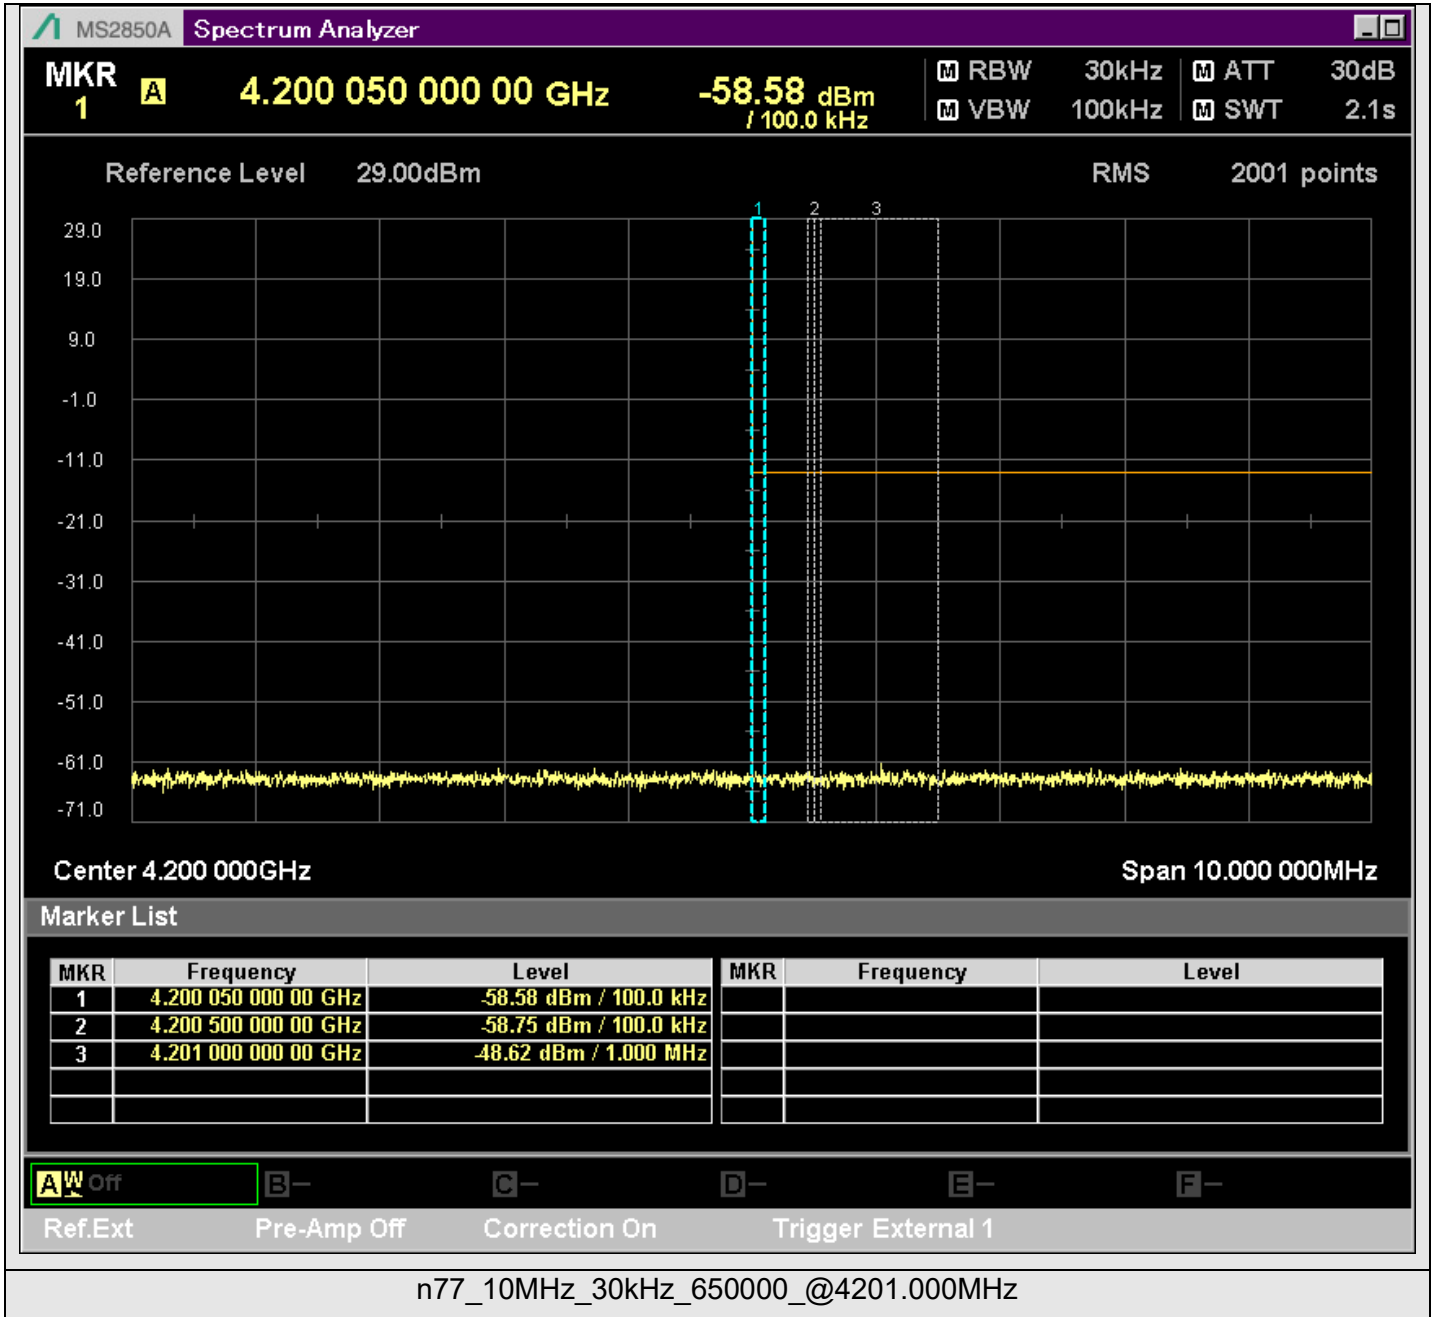 MS2850A Spectrum Analyzer
MKR 1 A 4.200 050 000 00 GHz -58.58 dBm / 100.0 kHz
M RBW 30kHz M ATT 30dB
M VBW 100kHz M SWT 2.1s
Reference Level 29.00dBm RMS 2001 points
1 2 3
29.0
19.0
9.0
-1.0
-11.0
-21.0
-31.0
-41.0
-51.0
-61.0
-71.0
Center 4.200 000GHz Span 10.000 000MHz
Marker List
MKR Frequency Level MKR Frequency Level
1 4.200 050 000 00 GHz -58.58 dBm / 100.0 kHz
2 4.200 500 000 00 GHz -58.75 dBm / 100.0 kHz
3 4.201 000 000 00 GHz -48.62 dBm / 1.000 MHz
A W Off B- C- D- E- F-
Ref.Ext Pre-Amp Off Correction On Trigger External 1
n77_10MHz_30kHz_650000_@4201.000MHz